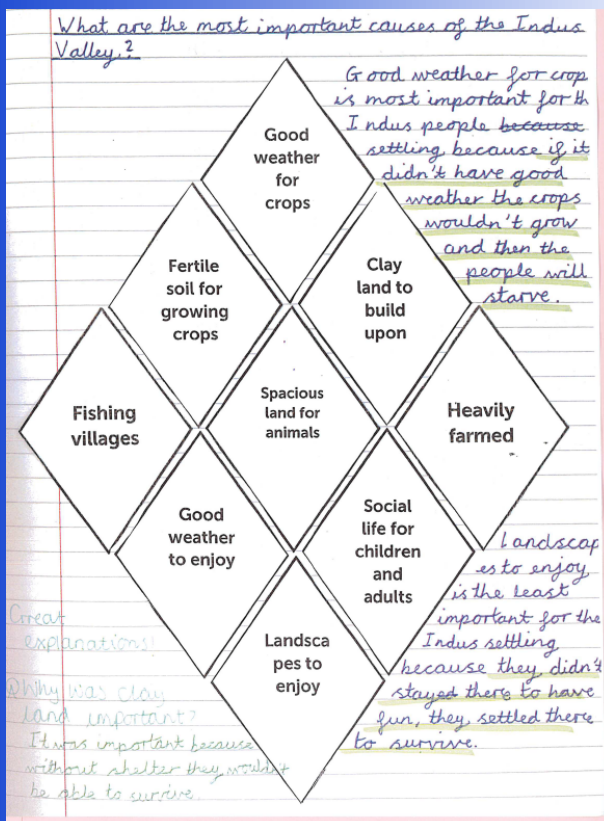 What are the most important causes of the Indus
Valley?
Good weather for crop
is most important for th
Indus people because
settling because if it
didn't have good
weather the crops
wouldn't grow
and then the
people will
starve.
Good
weather
for
crops
Fertile
soil for
growing
crops
Clay
land to
build
upon
Fishing
villages
Spacious
land for
animals
Heavily
farmed
Good
weather
to enjoy
Social
life for
children
and
adults
Landsca
pes to
enjoy
Landscap
es to enjoy
is the least
important for the
Indus settling
because they didn't
stayed there to have
fun, they settled there
to survive.
Great
explanations!
Why was clay
land important?
It was important because
without shelter they wouldn't
be able to survive.